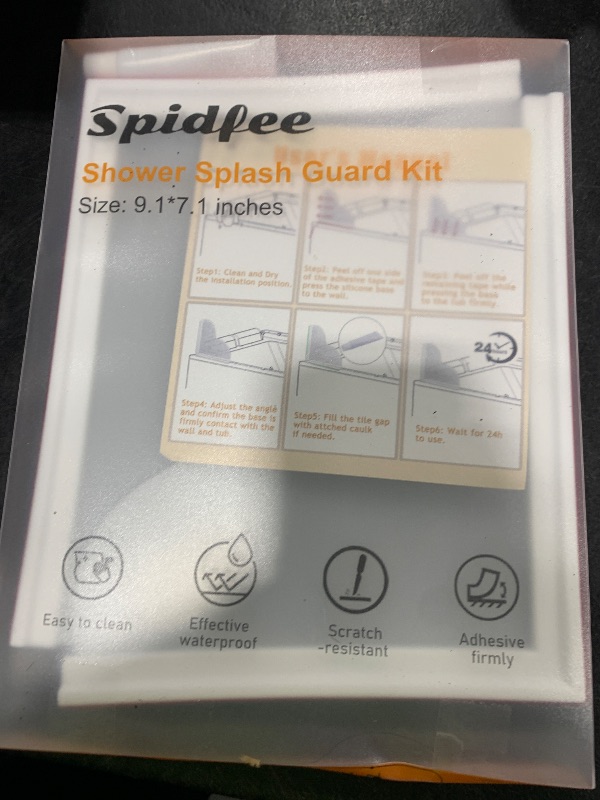 Spidfee
Shower Splash Guard Kit
Size: 9.1*7.1 inches
Step1: Clean and Dry
the installation position.
Step2: Peel off one side
of the adhesive tape and
press the silicone base
to the wall.
Step3: Peel off the
remaining tape while
pressing the base
to the tub firmly.
24
Step4: Adjust the angle
and confirm the base is
firmly contact with the
wall and tub.
Step5: Fill the tile gap
with attched caulk
if needed.
Step6: Wait for 24h
to use.
Easy to clean
Effective
waterproof
Scratch
-resistant
Adhesive
firmly